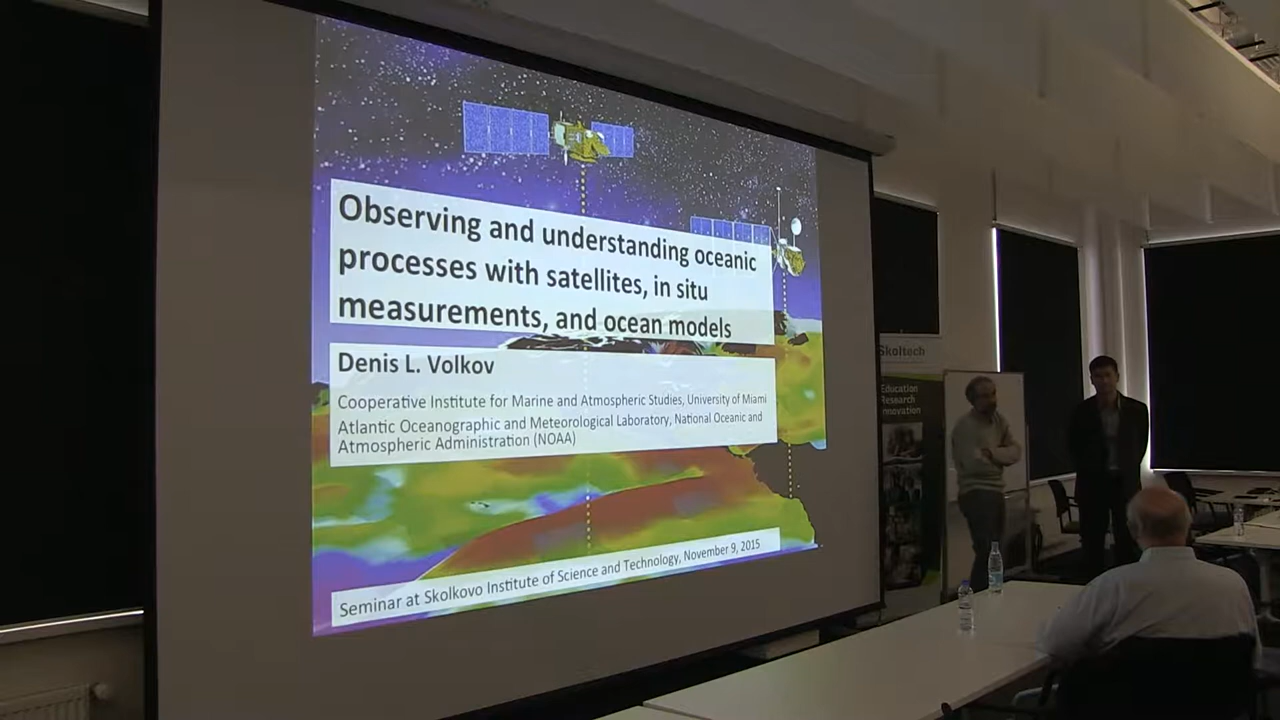 Observing and understanding oceanic
processes with satellites, in situ
measurements, and ocean models
Denis L. Volkov
Cooperative Institute for Marine and Atmospheric Studies, University of Miami
Atlantic Oceanographic and Meteorological Laboratory, National Oceanic and
Atmospheric Administration (NOAA)
Seminar at Skolkovo Institute of Science and Technology, November 9, 2015
Skoltech
Education
Research
Innovation